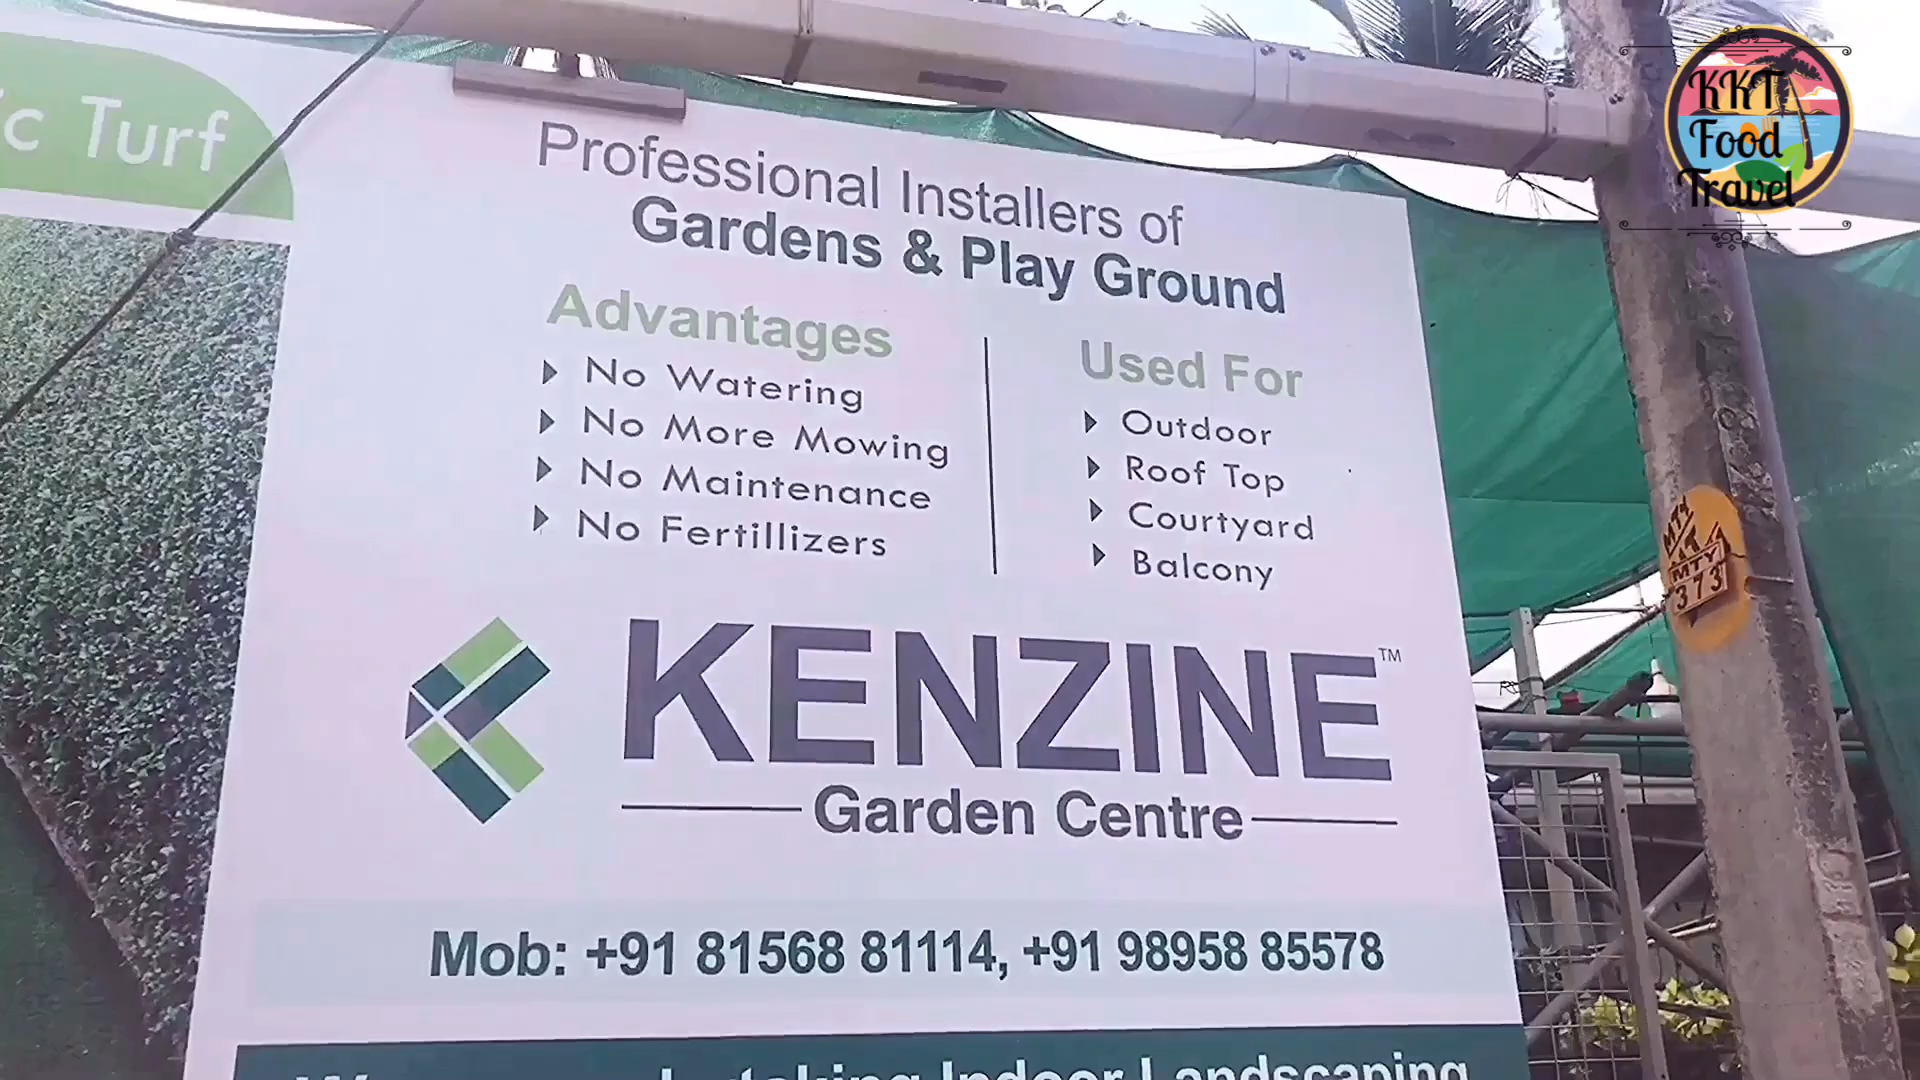 Turf
Professional Installers of
Gardens & Play Ground
Advantages
No Watering
No More Mowing
No Maintenance
No Fertillizers
Used For
Outdoor
Roof Top
Courtyard
Balcony
KENZINE™
Garden Centre
Mob: +91 81568 81114, +91 98958 85578
Indoor Landscaping
KKT
Food
Travel
MTY
373